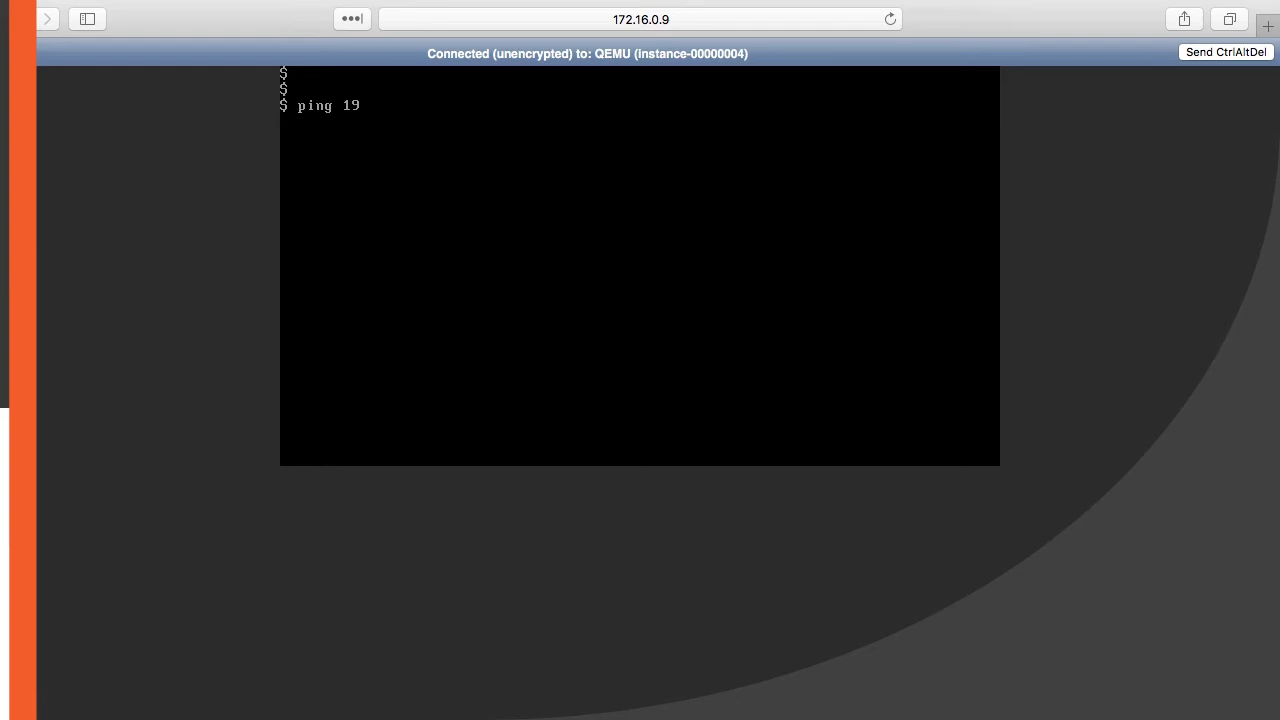 172.16.0.9
Connected (unencrypted) to: QEMU (instance-00000004)
Send CtrlAltDel
$
$
$ ping 19